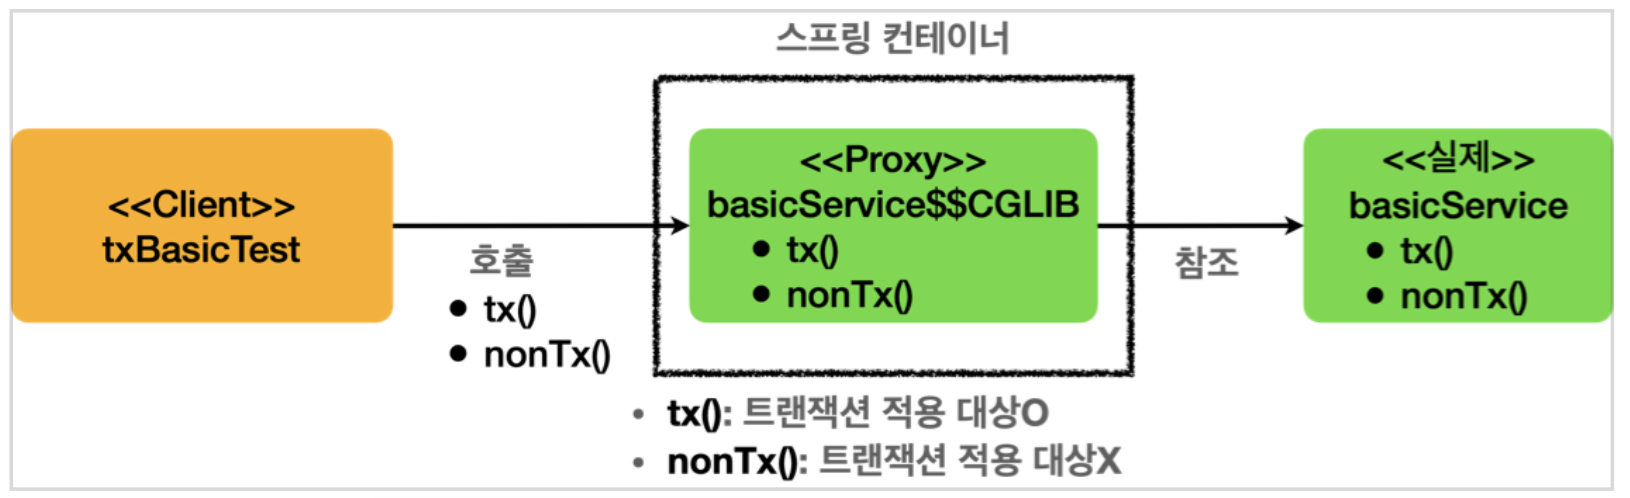 스프링 컨테이너
<<Client>>
txBasicTest
호출
• tx()
• nonTx()
<<Proxy>>
basicService$$CGLIB
• tx()
• nonTx()
참조
<<실제>>
basicService
• tx()
• nonTx()
• tx(): 트랜잭션 적용 대상O
• nonTx(): 트랜잭션 적용 대상X